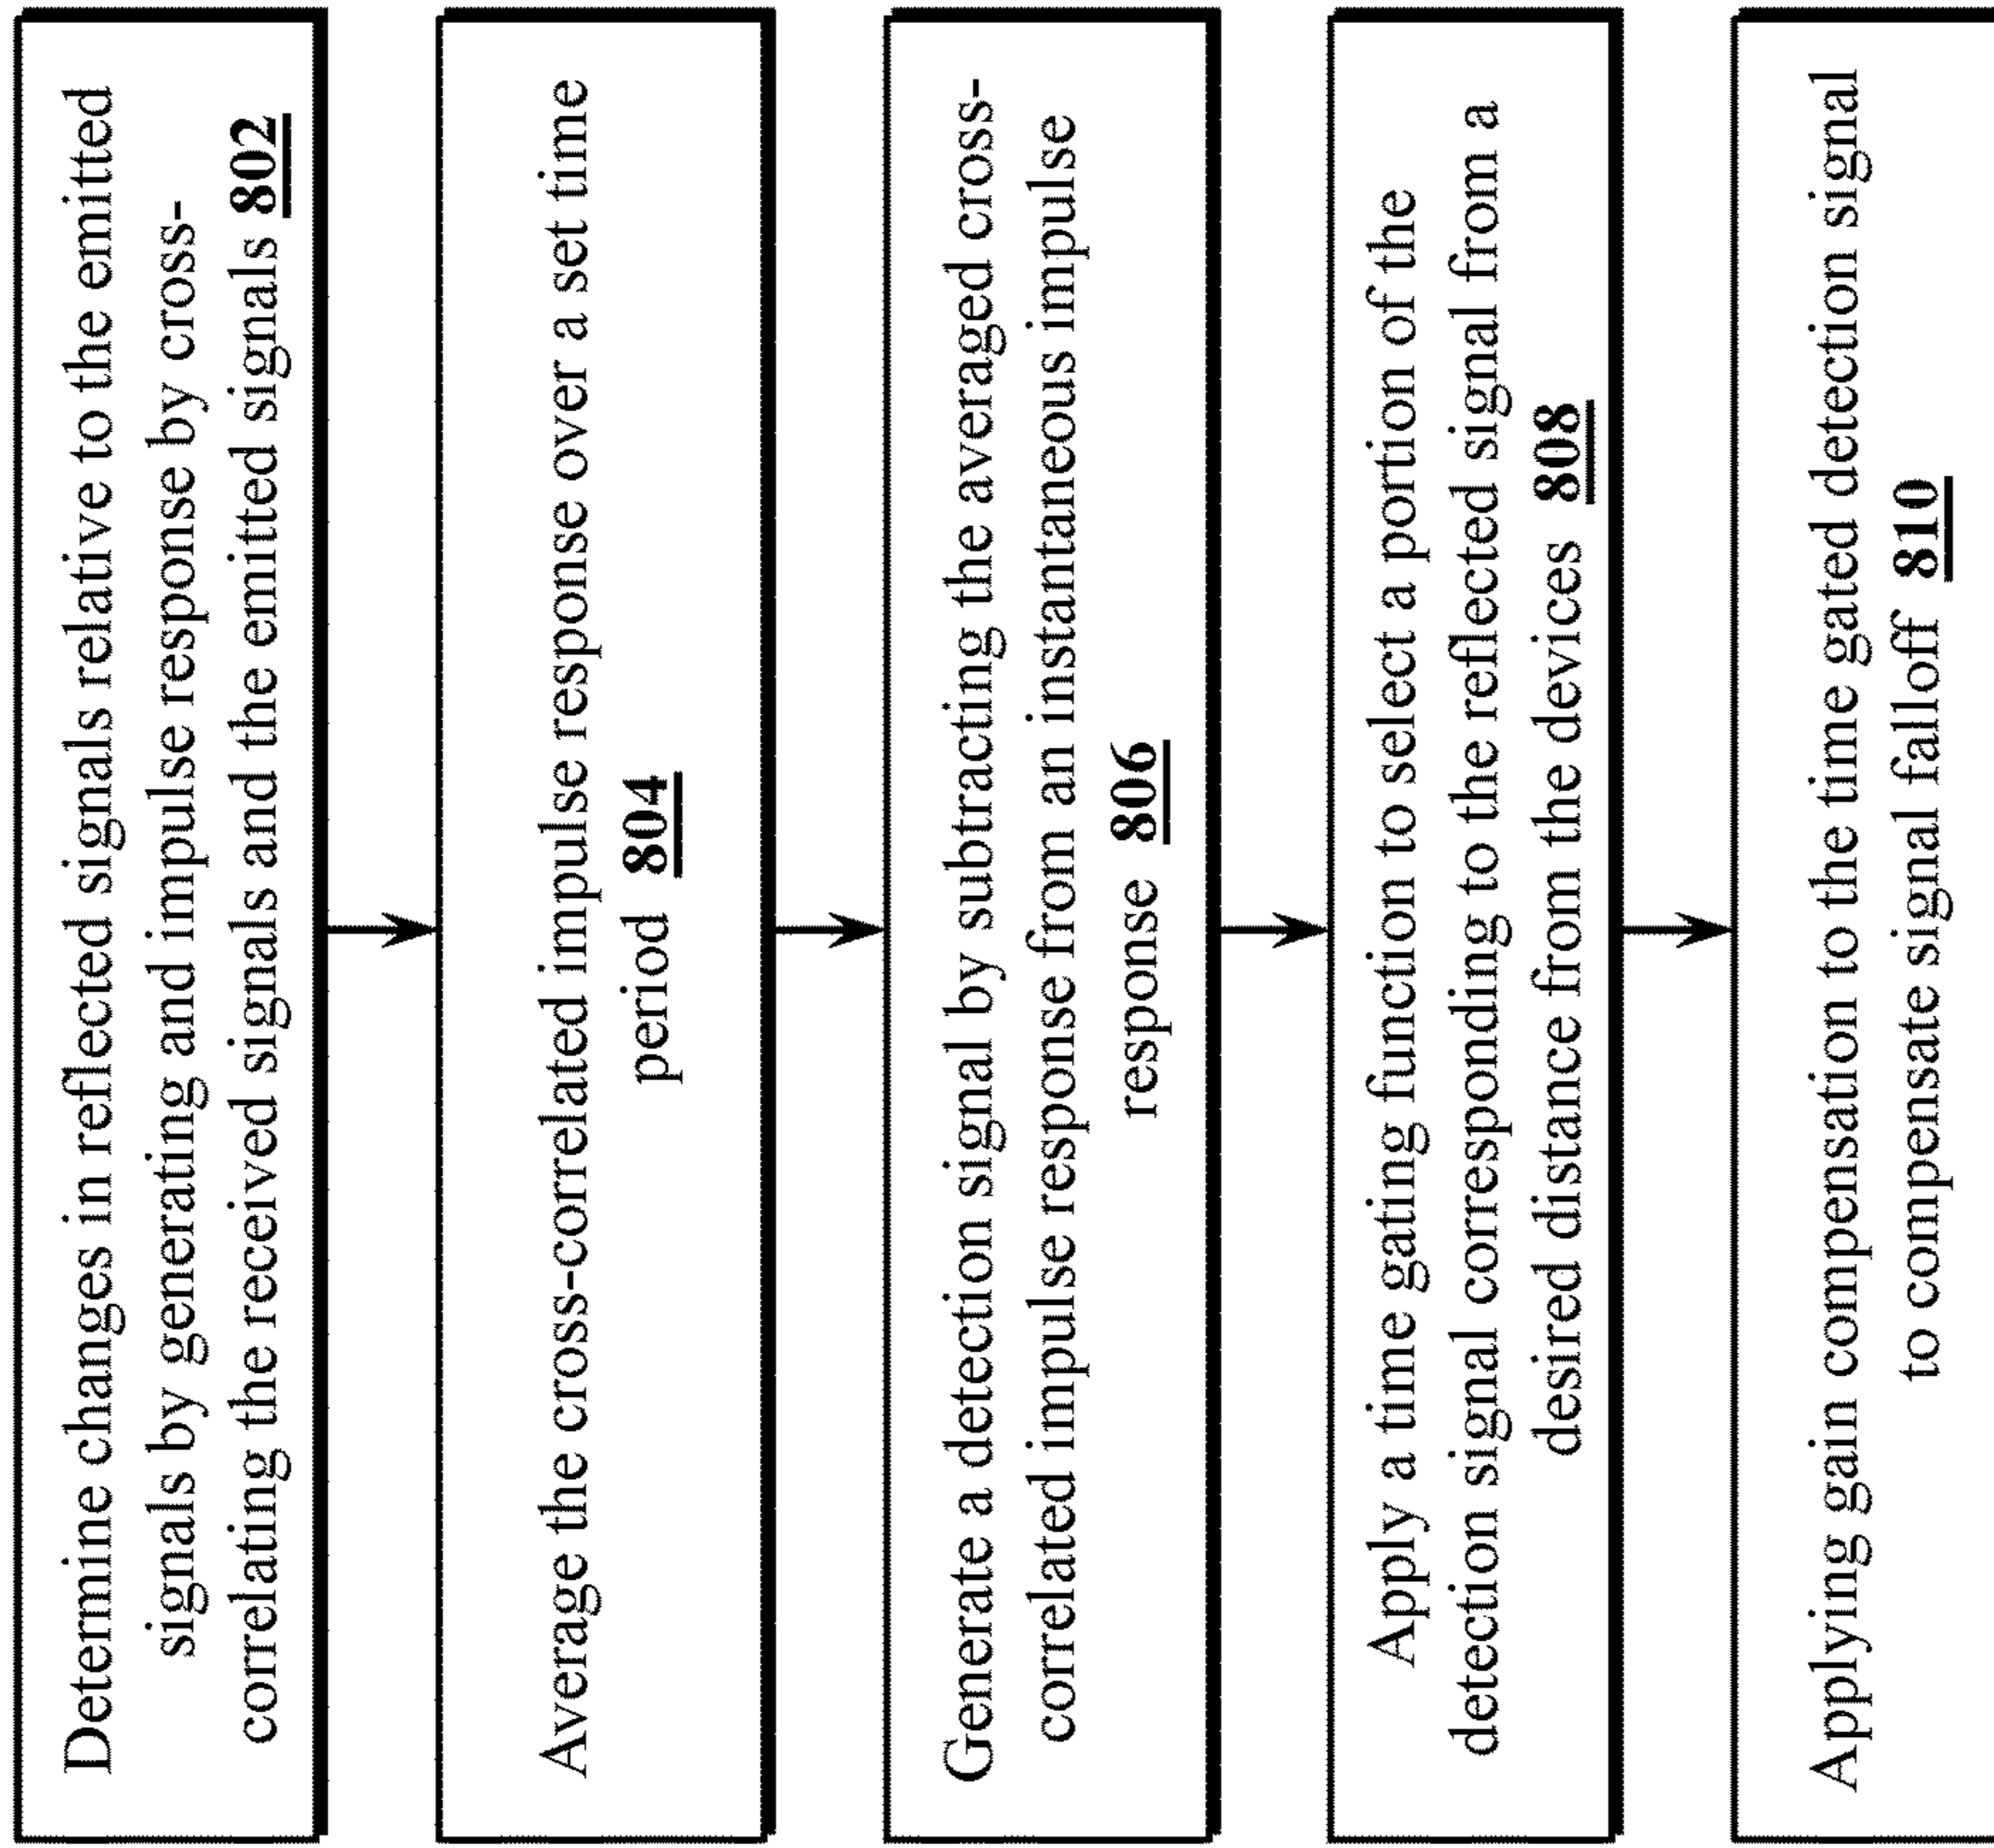 Determine changes in reflected signals relative to the emitted
signals by generating and impulse response by cross-
correlating the received signals and the emitted signals 802
Average the cross-correlated impulse response over a set time
period 804
Generate a detection signal by subtracting the averaged cross-
correlated impulse response from an instantaneous impulse
response 806
Apply a time gating function to select a portion of the
detection signal corresponding to the reflected signal from a
desired distance from the devices 808
Applying gain compensation to the time gated detection signal
to compensate signal falloff 810